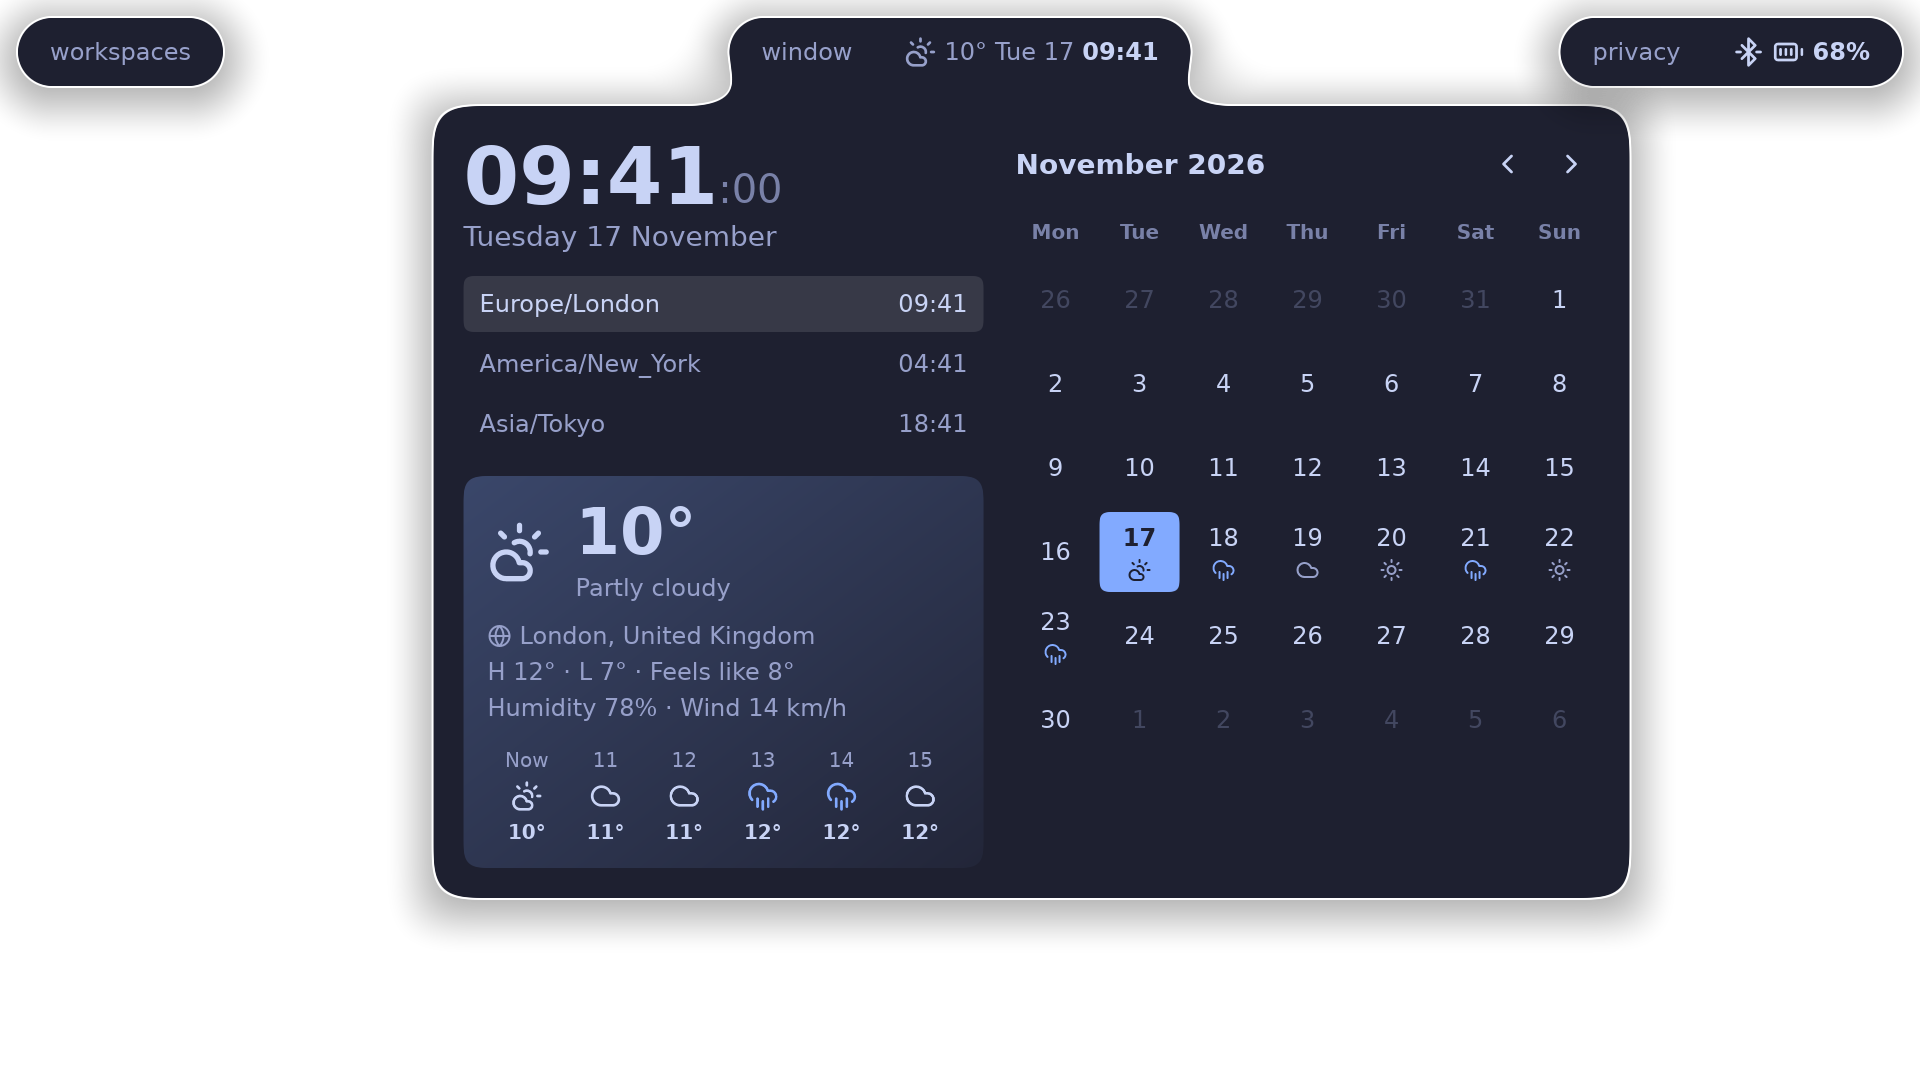 workspaces
window 10° Tue 17 09:41
privacy 68%
09:41:00
Tuesday 17 November
Europe/London 09:41
America/New_York 04:41
Asia/Tokyo 18:41
10°
Partly cloudy
London, United Kingdom
H 12° · L 7° · Feels like 8°
Humidity 78% · Wind 14 km/h
Now 11 12 13 14 15
10° 11° 11° 12° 12° 12°
November 2026
Mon Tue Wed Thu Fri Sat Sun
26 27 28 29 30 31 1
2 3 4 5 6 7 8
9 10 11 12 13 14 15
16 17 18 19 20 21 22
23 24 25 26 27 28 29
30 1 2 3 4 5 6